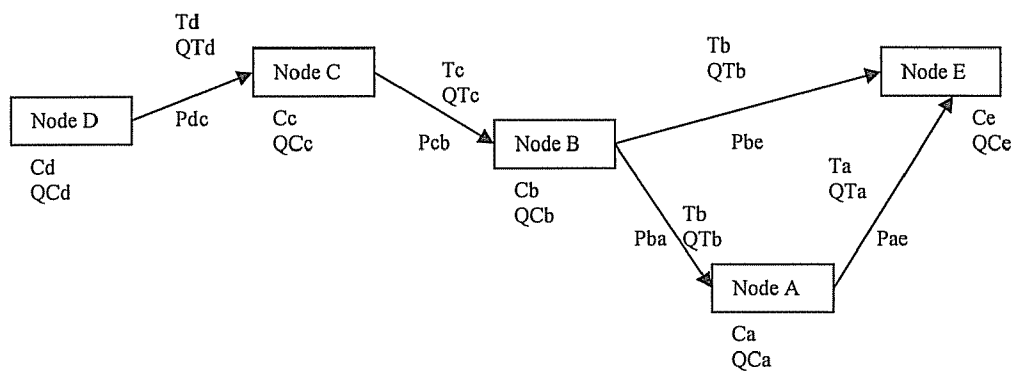 Td
QTd
Node C
Tc
QTc
Tb
QTb
Node E
Node D
Pdc
Cc
QCc
Pcb
Node B
Pbe
Ce
QCe
Cd
QCd
Cb
QCb
Ta
QTa
Tb
QTb
Pba
Pae
Node A
Ca
QCa